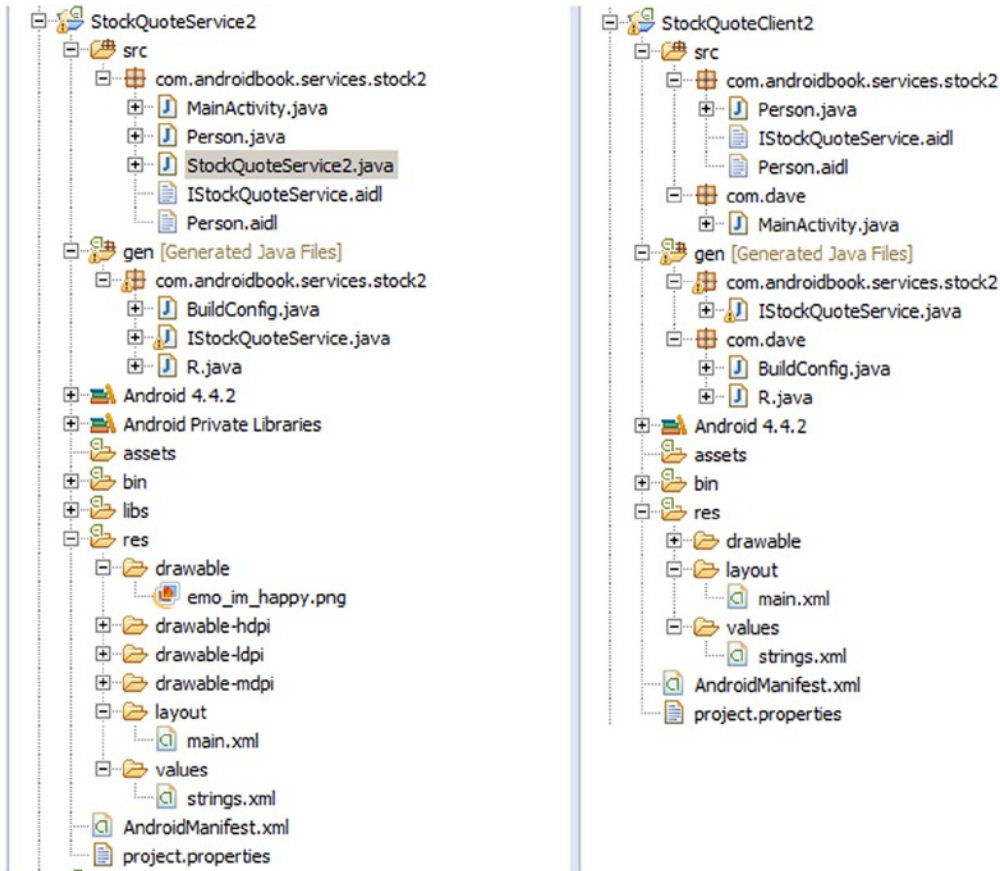 StockQuoteService2
src
com.androidbook.services.stock2
MainActivity.java
Person.java
StockQuoteService2.java
IStockQuoteService.aidl
Person.aidl
gen [Generated Java Files]
com.androidbook.services.stock2
BuildConfig.java
IStockQuoteService.java
R.java
Android 4.4.2
Android Private Libraries
assets
bin
libs
res
drawable
emo_im_happy.png
drawable-hdpi
drawable-ldpi
drawable-mdpi
layout
main.xml
values
strings.xml
AndroidManifest.xml
project.properties
StockQuoteClient2
src
com.androidbook.services.stock2
Person.java
IStockQuoteService.aidl
Person.aidl
com.dave
MainActivity.java
gen [Generated Java Files]
com.androidbook.services.stock2
IStockQuoteService.java
com.dave
BuildConfig.java
R.java
Android 4.4.2
assets
bin
res
drawable
layout
main.xml
values
strings.xml
AndroidManifest.xml
project.properties